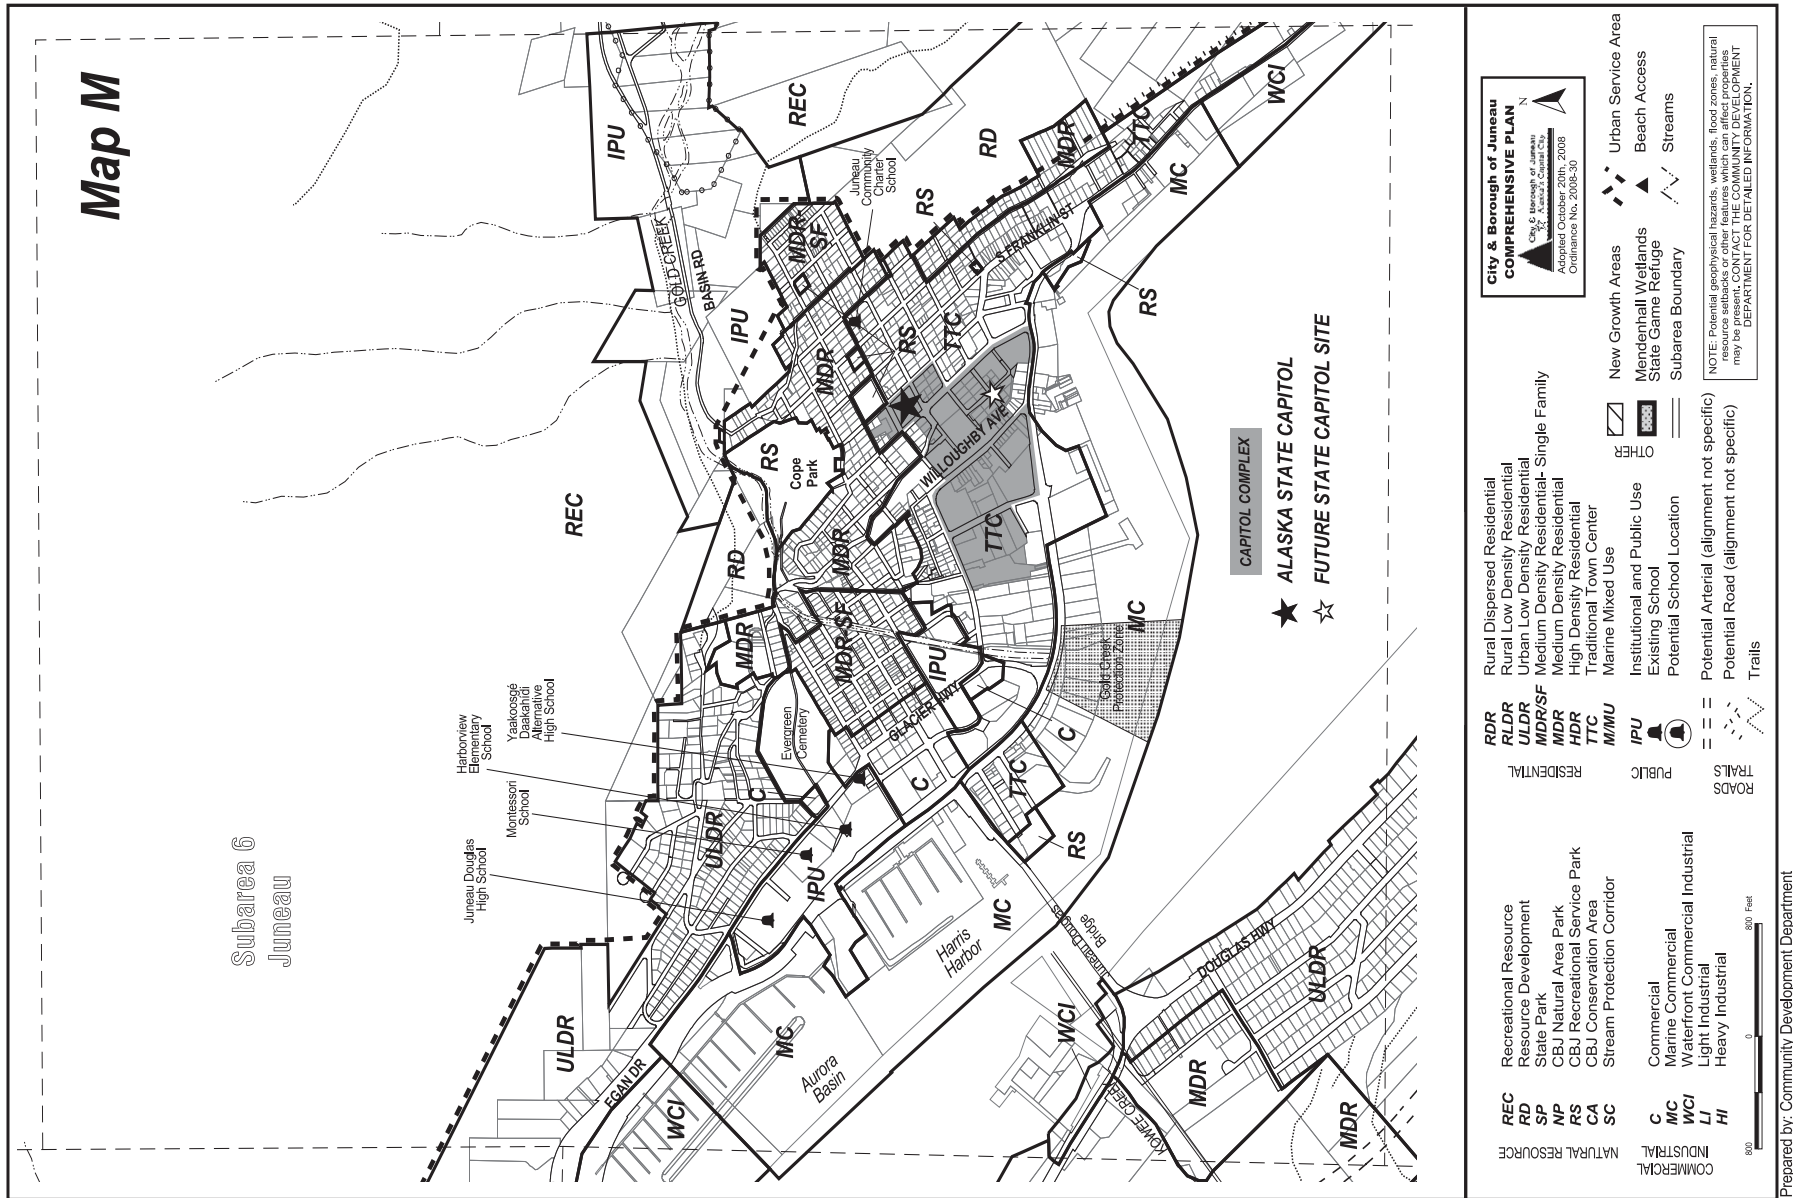 Map M
Subarea 6
Juneau
REC
REC
IPU
IPU
IPU
IPU
RD
RD
RS
RS
RS
RS
RS
Cope
Park
MDR-
SF
MDR-SF
MDR
MDR
MDR
MDR
MDR
MDR
ULDR
ULDR
ULDR
TTC
TTC
TTC
TTC
MC
MC
MC
MC
WCI
WCI
WCI
C
C
C
GOLD CREEK
BASIN RD
S FRANKLIN ST
WILLOUGHBY AVE
GLACIER HWY
EGAN DR
DOUGLAS HWY
KOWEE CREEK
Juneau Douglas
Bridge
Gold Creek
Protection Zone
Evergreen
Cemetery
Harris
Harbor
Aurora
Basin
Juneau
Community
Charter
School
Yaakoosgé
Daakahidi
Alternative
High School
Harborview
Elementary
School
Montessori
School
Juneau Douglas
High School
CAPITOL COMPLEX
ALASKA STATE CAPITOL
FUTURE STATE CAPITOL SITE
City & Borough of Juneau
COMPREHENSIVE PLAN
City & Borough of Juneau
Alaska's Capital City
Adopted October 20th, 2008
Ordinance No. 2008-30
N
NATURAL RESOURCE
REC Recreational Resource
RD Resource Development
SP State Park
NP CBJ Natural Area Park
RS CBJ Recreational Service Park
CA CBJ Conservation Area
SC Stream Protection Corridor
COMMERCIAL
INDUSTRIAL
C Commercial
MC Marine Commercial
WCI Waterfront Commercial Industrial
LI Light Industrial
HI Heavy Industrial
RESIDENTIAL
RDR Rural Dispersed Residential
RLDR Rural Low Density Residential
ULDR Urban Low Density Residential
MDR/SF Medium Density Residential- Single Family
MDR Medium Density Residential
HDR High Density Residential
TTC Traditional Town Center
M/MU Marine Mixed Use
PUBLIC
IPU Institutional and Public Use
Existing School
Potential School Location
ROADS
TRAILS
Potential Arterial (alignment not specific)
Potential Road (alignment not specific)
Trails
OTHER
New Growth Areas
Mendenhall Wetlands
State Game Refuge
Subarea Boundary
Urban Service Area
Beach Access
Streams
NOTE: Potential geophysical hazards, wetlands, flood zones, natural
resource setbacks or other features which can affect properties
may be present. CONTACT THE COMMUNITY DEVELOPMENT
DEPARTMENT FOR DETAILED INFORMATION.
800 0 800 Feet
Prepared by: Community Development Department